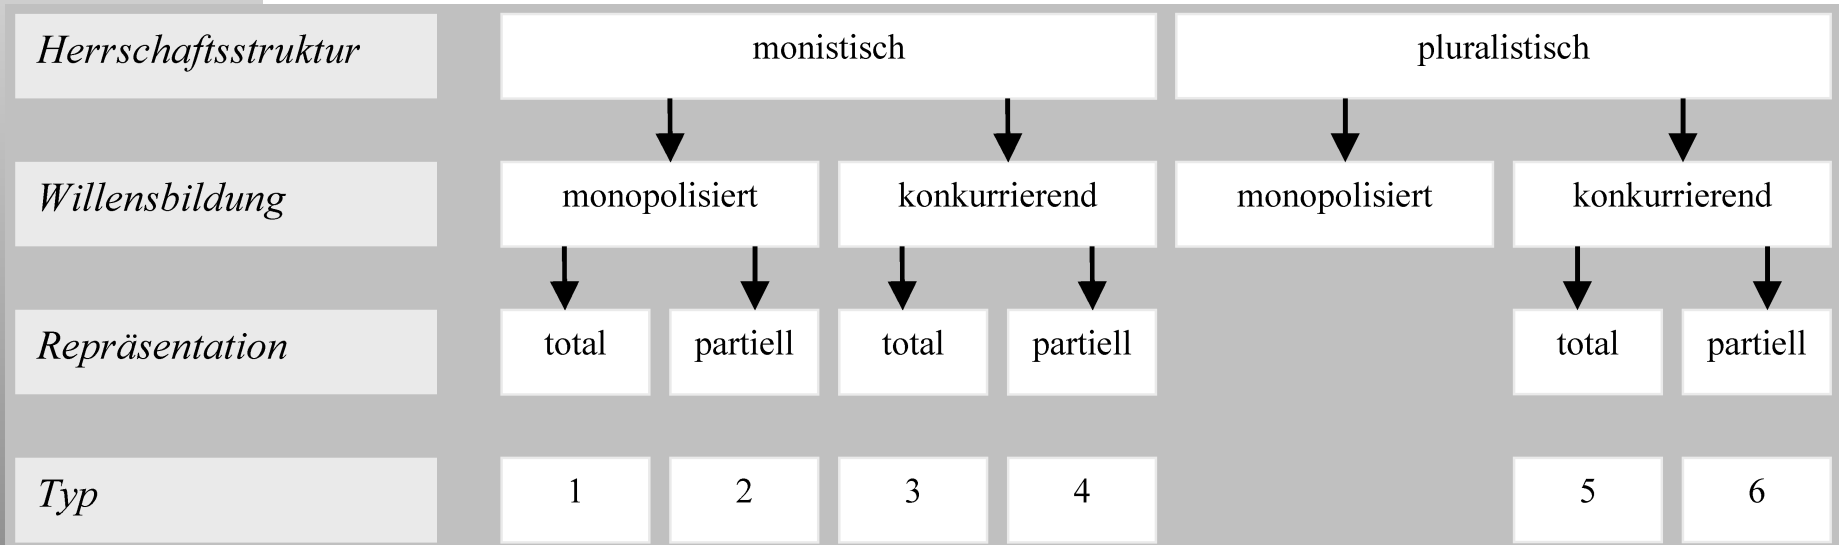 Herrschaftsstruktur monistisch pluralistisch
Willensbildung monopolisiert konkurrierend monopolisiert konkurrierend
Repräsentation total partiell total partiell total partiell
Typ 1 2 3 4 5 6